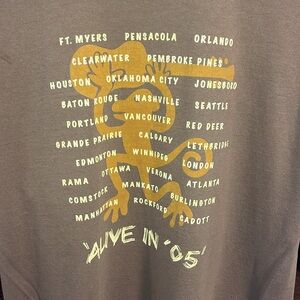 FT. MYERS PENSACOLA ORLANDO
CLEARWATER PEMBROKE PINES
HOUSTON OKLAHOMA CITY JONESBORO
BATON ROUGE NASHVILLE SEATTLE
PORTLAND VANCOUVER RED DEER
GRANDE PRAIRIE CALGARY LETHBRIDGE
EDMONTON WINNIPEG LONDON
RAMA OTTAWA VERONA ATLANTA
COMSTOCK MANKATO BURLINGTON
MANHATTAN ROCKFORD CADOTT
'ALIVE IN '05'